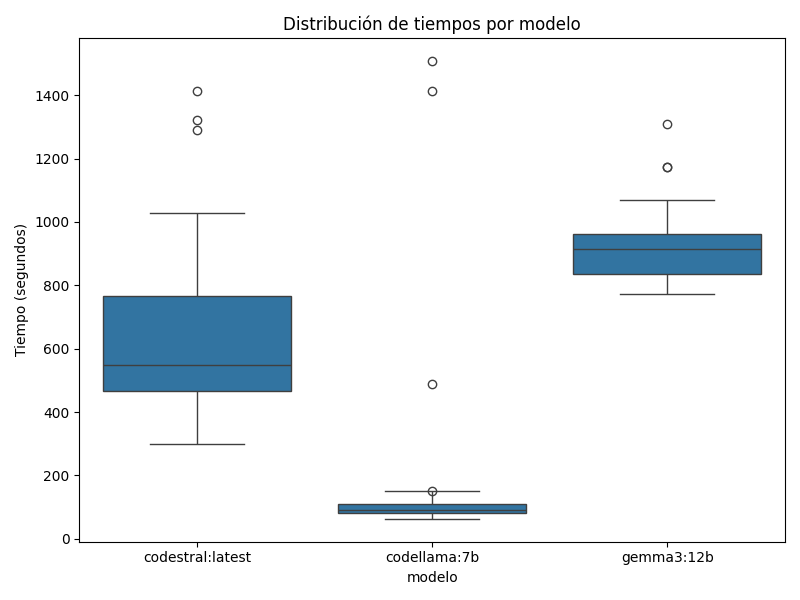 Distribución de tiempos por modelo
Tiempo (segundos)
1400
1200
1000
800
600
400
200
0
codestral:latest
codellama:7b
gemma3:12b
modelo